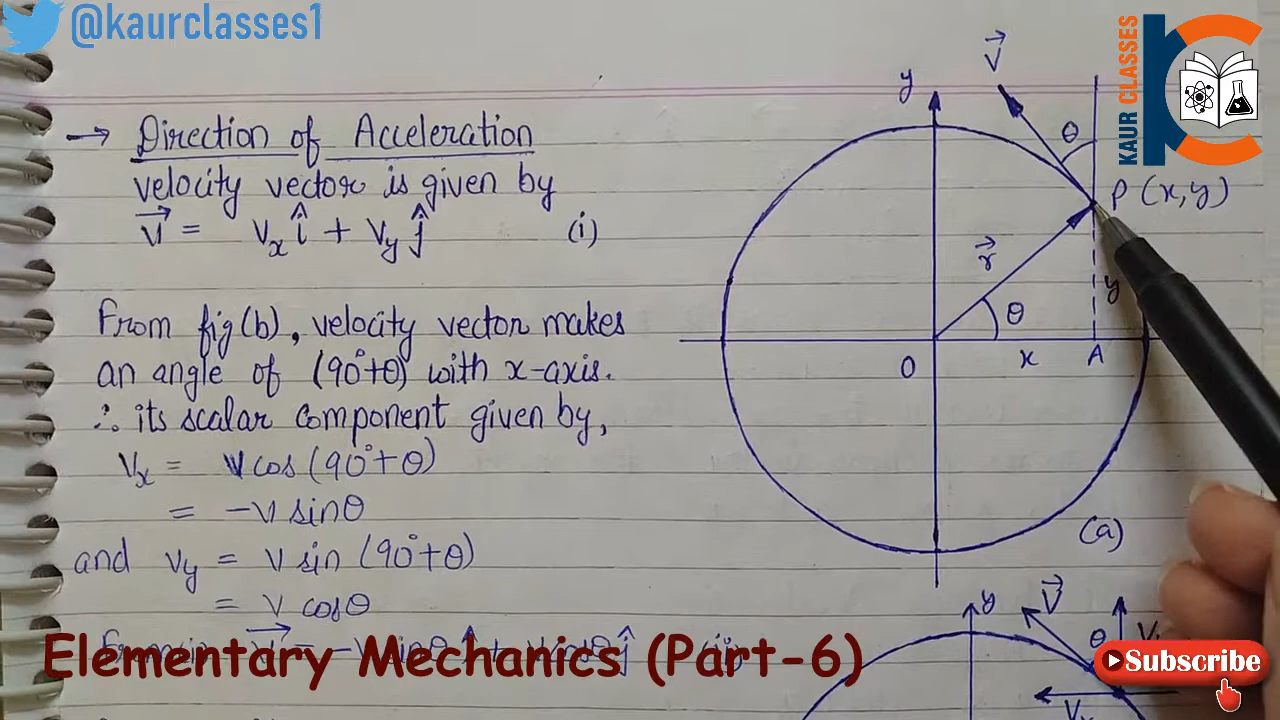 @kaurclasses1
KAUR CLASSES
→ Direction of Acceleration
velocity vector is given by
V⃗ = Vₓ î + Vᵧ ĵ (i)
From fig(b), velocity vector makes
an angle of (90°+θ) with x-axis.
∴ its scalar component given by,
Vₓ = V cos (90°+θ)
= -V sinθ
and Vy = V sin (90°+θ)
= V cosθ
Elementary Mechanics (Part-6)
y
V⃗
θ
P (x,y)
r⃗
y
θ
O
x
A
(a)
y
V⃗
θ
Subscribe
Vₓ